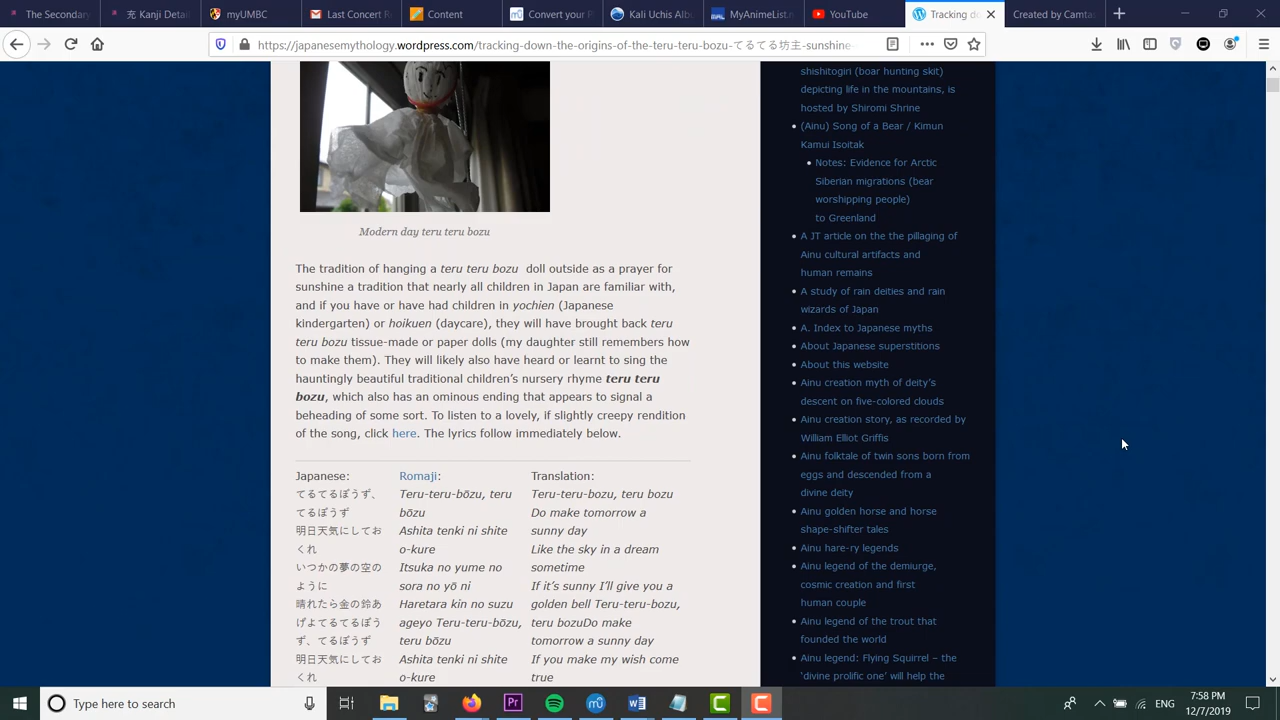 The Secondary
充 Kanji Detai
myUMBC
Last Concert R
Content
Convert your P
Kali Uchis Alb
MyAnimeList.n
YouTube
Tracking d
Created by Camtas
https://japanesemythology.wordpress.com/tracking-down-the-origins-of-the-teru-teru-bozu-てるてる坊主-sunshine-
Modern day teru teru bozu
The tradition of hanging a teru teru bozu doll outside as a prayer for
sunshine a tradition that nearly all children in Japan are familiar with,
and if you have or have had children in yochien (Japanese
kindergarten) or hoikuen (daycare), they will have brought back teru
teru bozu tissue-made or paper dolls (my daughter still remembers how
to make them). They will likely also have heard or learnt to sing the
hauntingly beautiful traditional children's nursery rhyme teru teru
bozu, which also has an ominous ending that appears to signal a
beheading of some sort. To listen to a lovely, if slightly creepy rendition
of the song, click here. The lyrics follow immediately below.
Japanese:
てるてるぼうず、
てるぼうず
明日天気にしてお
くれ
いつかの夢の空の
ように
晴れたら金の鈴あ
げよてるてるぼう
ず、てるぼうず
明日天気にしてお
くれ
Romaji:
Teru-teru-bōzu, teru
bōzu
Ashita tenki ni shite
o-kure
Itsuka no yume no
sora no yō ni
Haretara kin no suzu
ageyo Teru-teru-bōzu,
teru bōzu
Ashita tenki ni shite
o-kure
Translation:
Teru-teru-bozu, teru bozu
Do make tomorrow a
sunny day
Like the sky in a dream
sometime
If it's sunny I'll give you a
golden bell Teru-teru-bozu,
teru bozuDo make
tomorrow a sunny day
If you make my wish come
true
shishitogiri (boar hunting skit)
depicting life in the mountains, is
hosted by Shiromi Shrine
(Ainu) Song of a Bear / Kimun
Kamui Isoitak
Notes: Evidence for Arctic
Siberian migrations (bear
worshipping people)
to Greenland
A JT article on the the pillaging of
Ainu cultural artifacts and
human remains
A study of rain deities and rain
wizards of Japan
A. Index to Japanese myths
About Japanese superstitions
About this website
Ainu creation myth of deity's
descent on five-colored clouds
Ainu creation story, as recorded by
William Elliot Griffis
Ainu folktale of twin sons born from
eggs and descended from a
divine deity
Ainu golden horse and horse
shape-shifter tales
Ainu hare-ry legends
Ainu legend of the demiurge,
cosmic creation and first
human couple
Ainu legend of the trout that
founded the world
Ainu legend: Flying Squirrel – the
'divine prolific one' will help the
Type here to search
ENG
7:58 PM
12/7/2019